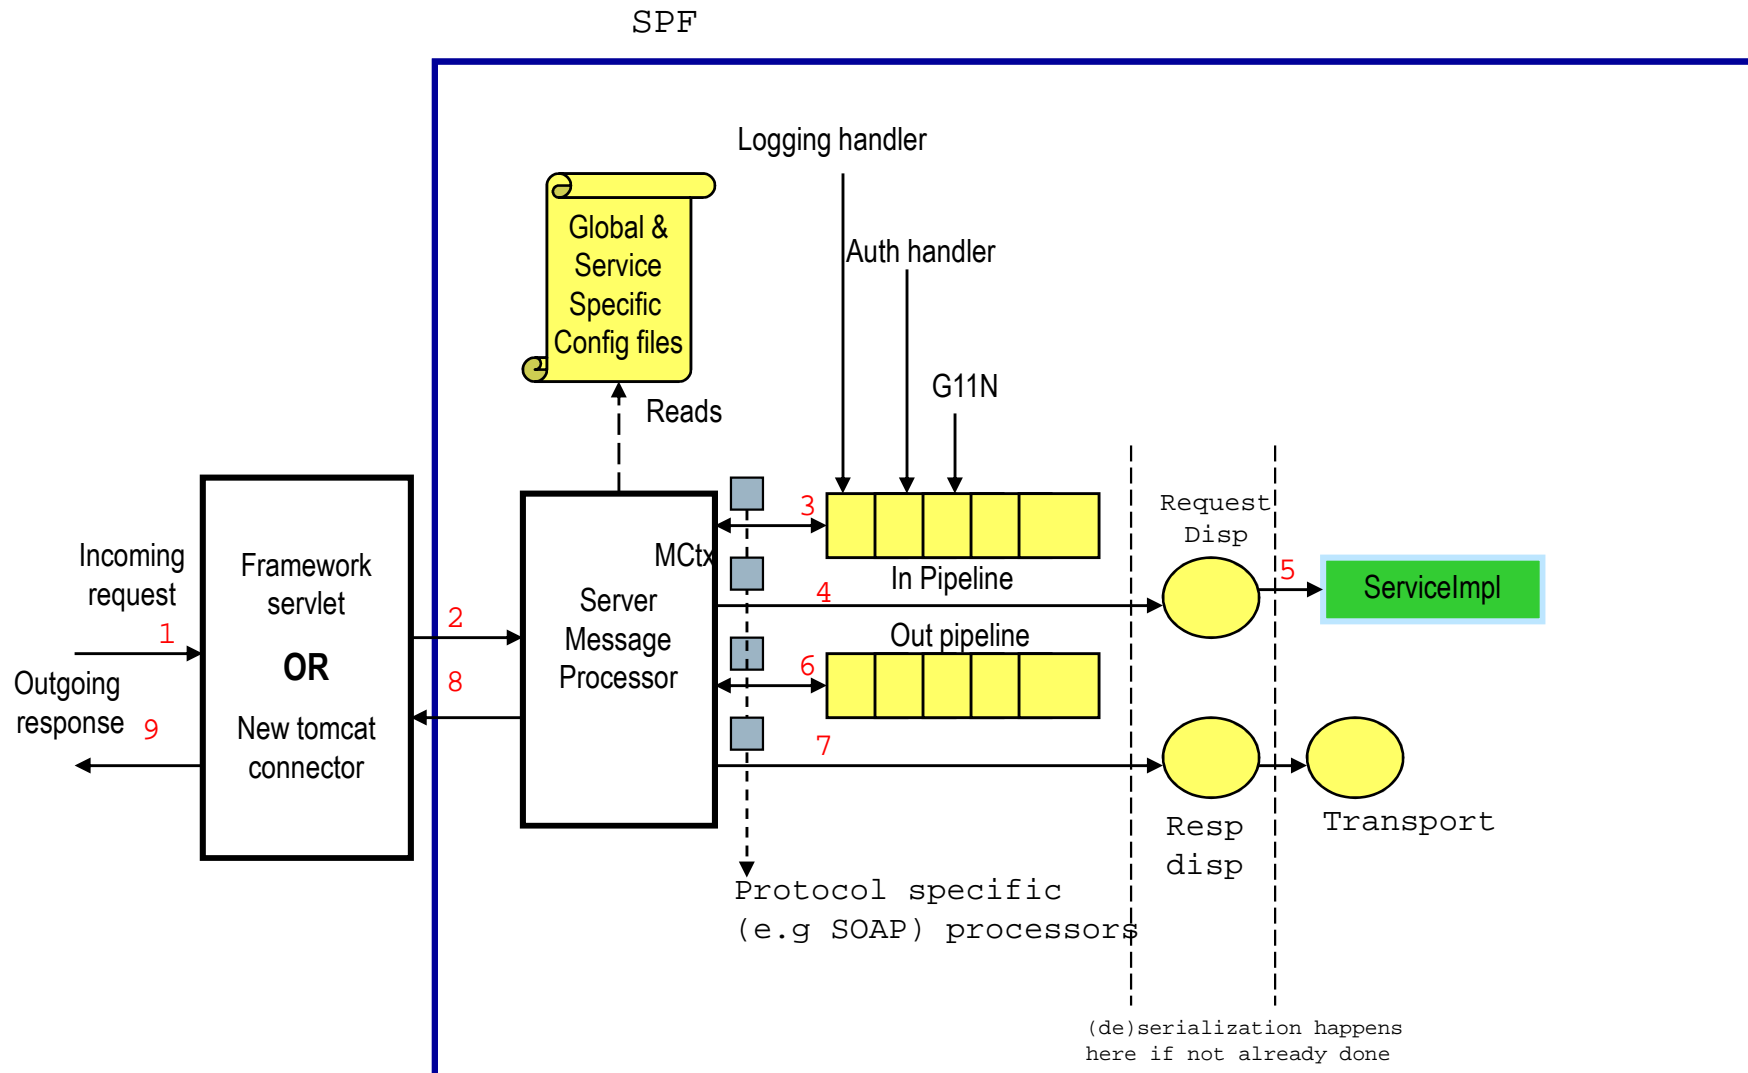 SPF
Logging handler
Global &
Service
Specific
Config files
Auth handler
G11N
Reads
Request
Disp
3
MCtx
In Pipeline
Incoming
request
1
Framework
servlet
OR
New tomcat
connector
2
Server
Message
Processor
4
5
ServiceImpl
Out pipeline
6
Outgoing
response
9
8
7
Resp
disp
Transport
Protocol specific
(e.g SOAP) processors
(de)serialization happens
here if not already done